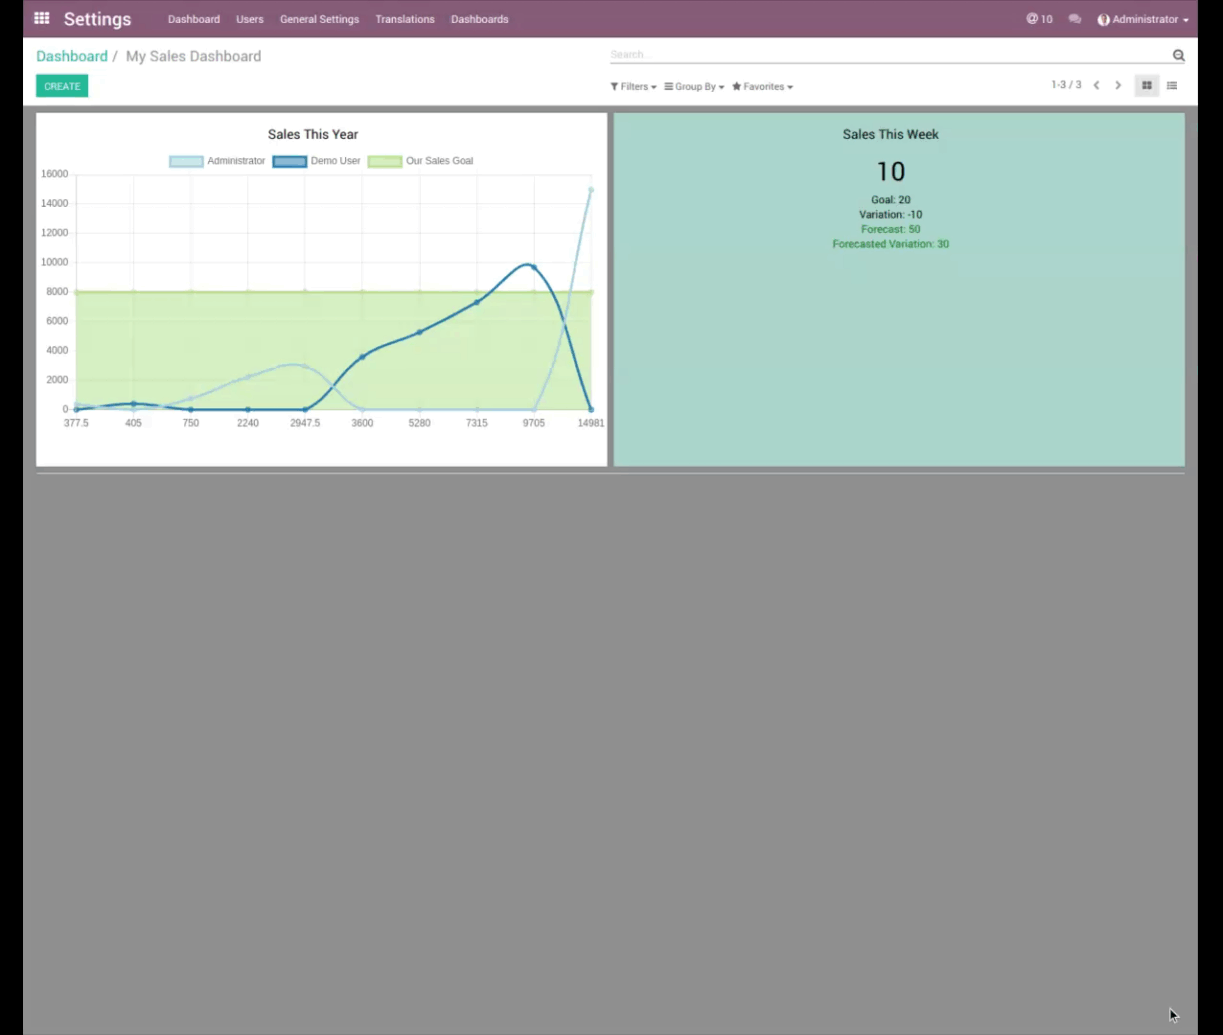 Settings Dashboard Users General Settings Translations Dashboards @ 10 Administrator
Dashboard / My Sales Dashboard
Search...
CREATE
Filters Group By Favorites 1-3 / 3
Sales This Year
Administrator Demo User Our Sales Goal
16000
14000
12000
10000
8000
6000
4000
2000
0
377.5 405 750 2240 2947.5 3600 5280 7315 9705 14981
Sales This Week
10
Goal: 20
Variation: -10
Forecast: 50
Forecasted Variation: 30